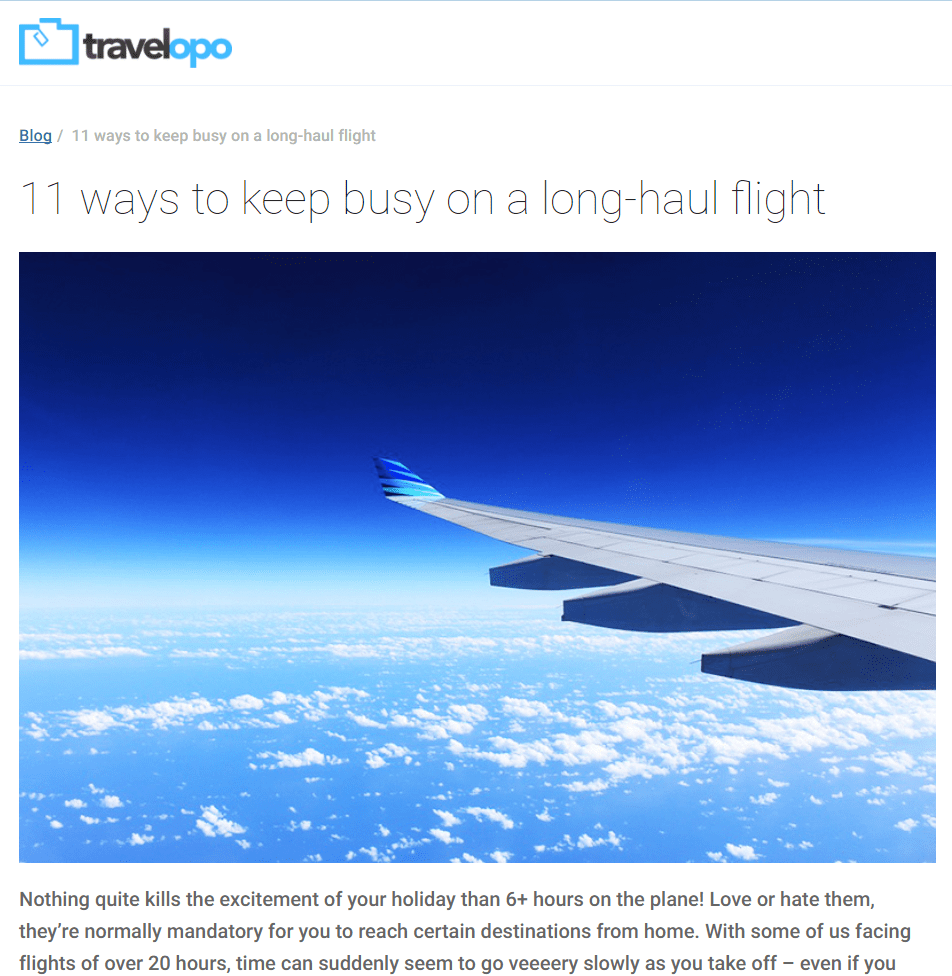 travelopo
Blog / 11 ways to keep busy on a long-haul flight
11 ways to keep busy on a long-haul flight
Nothing quite kills the excitement of your holiday than 6+ hours on the plane! Love or hate them,
they’re normally mandatory for you to reach certain destinations from home. With some of us facing
flights of over 20 hours, time can suddenly seem to go veeeery slowly as you take off – even if you